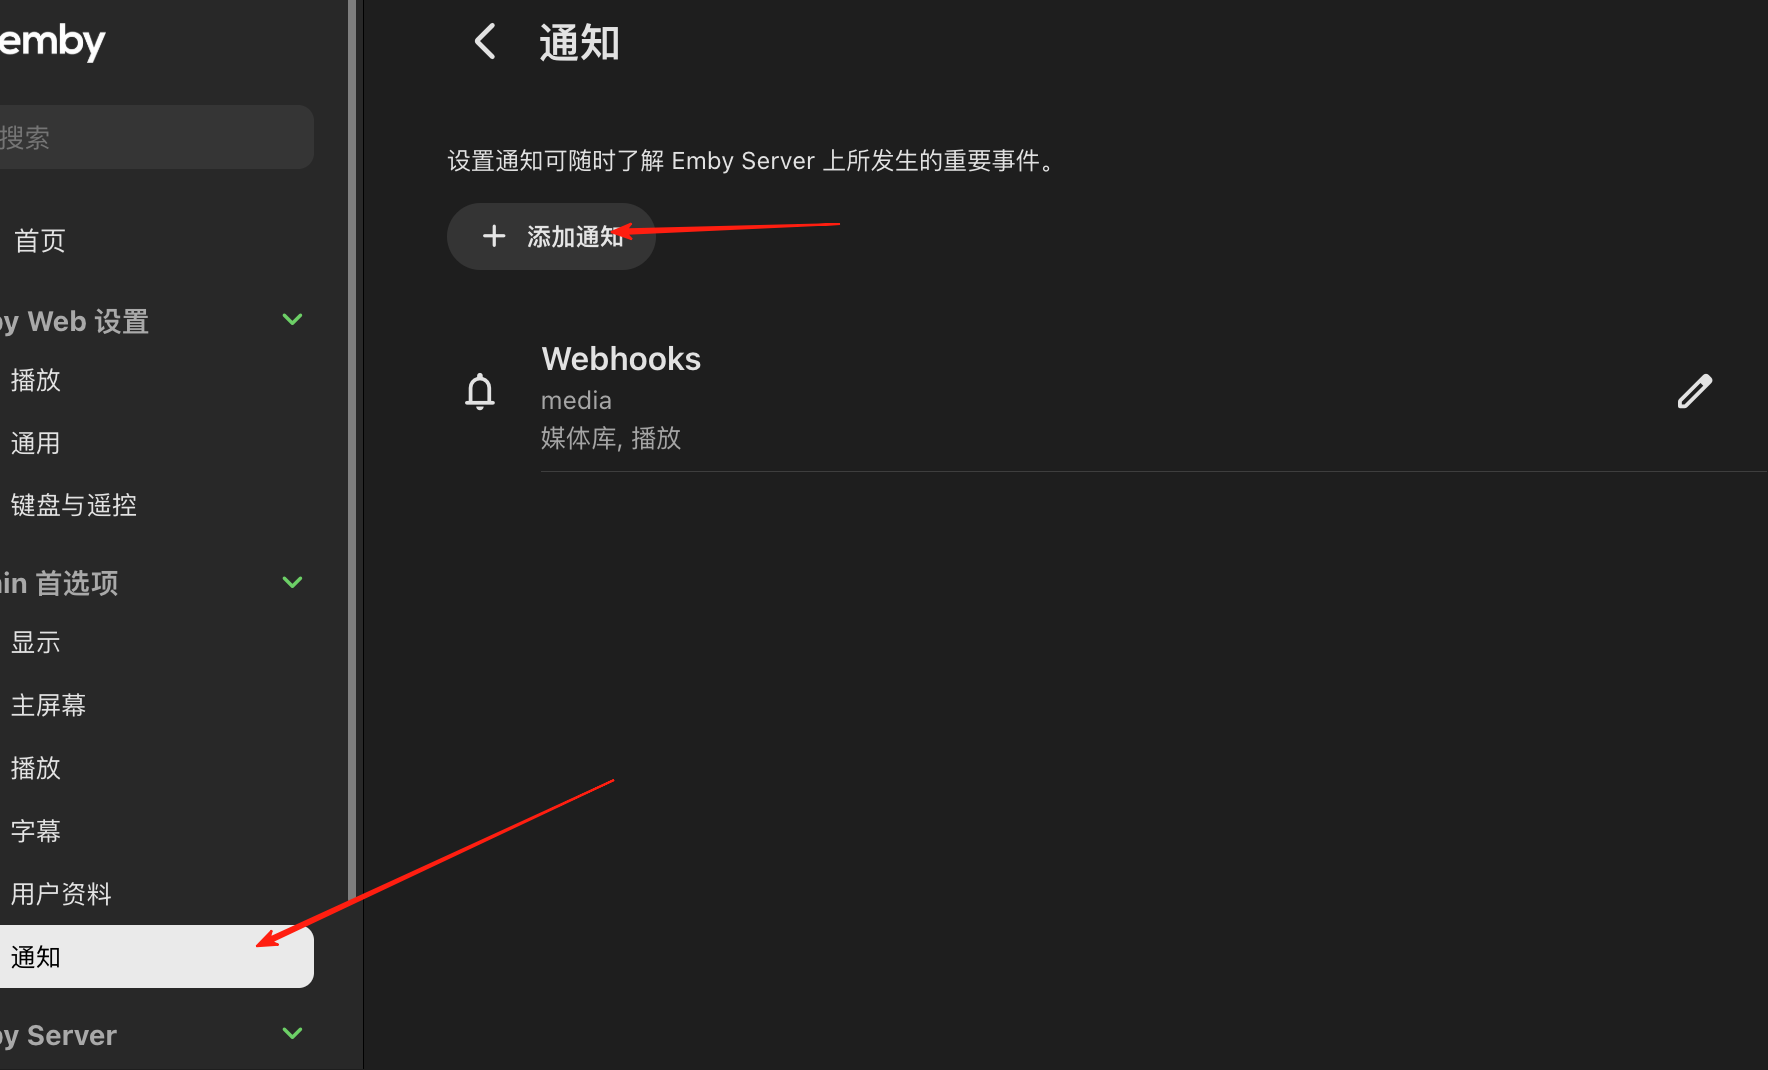 emby
搜索
首页
y Web 设置
播放
通用
键盘与遥控
in 首选项
显示
主屏幕
播放
字幕
用户资料
通知
y Server
通知
设置通知可随时了解 Emby Server 上所发生的重要事件。
添加通知
Webhooks
media
媒体库, 播放